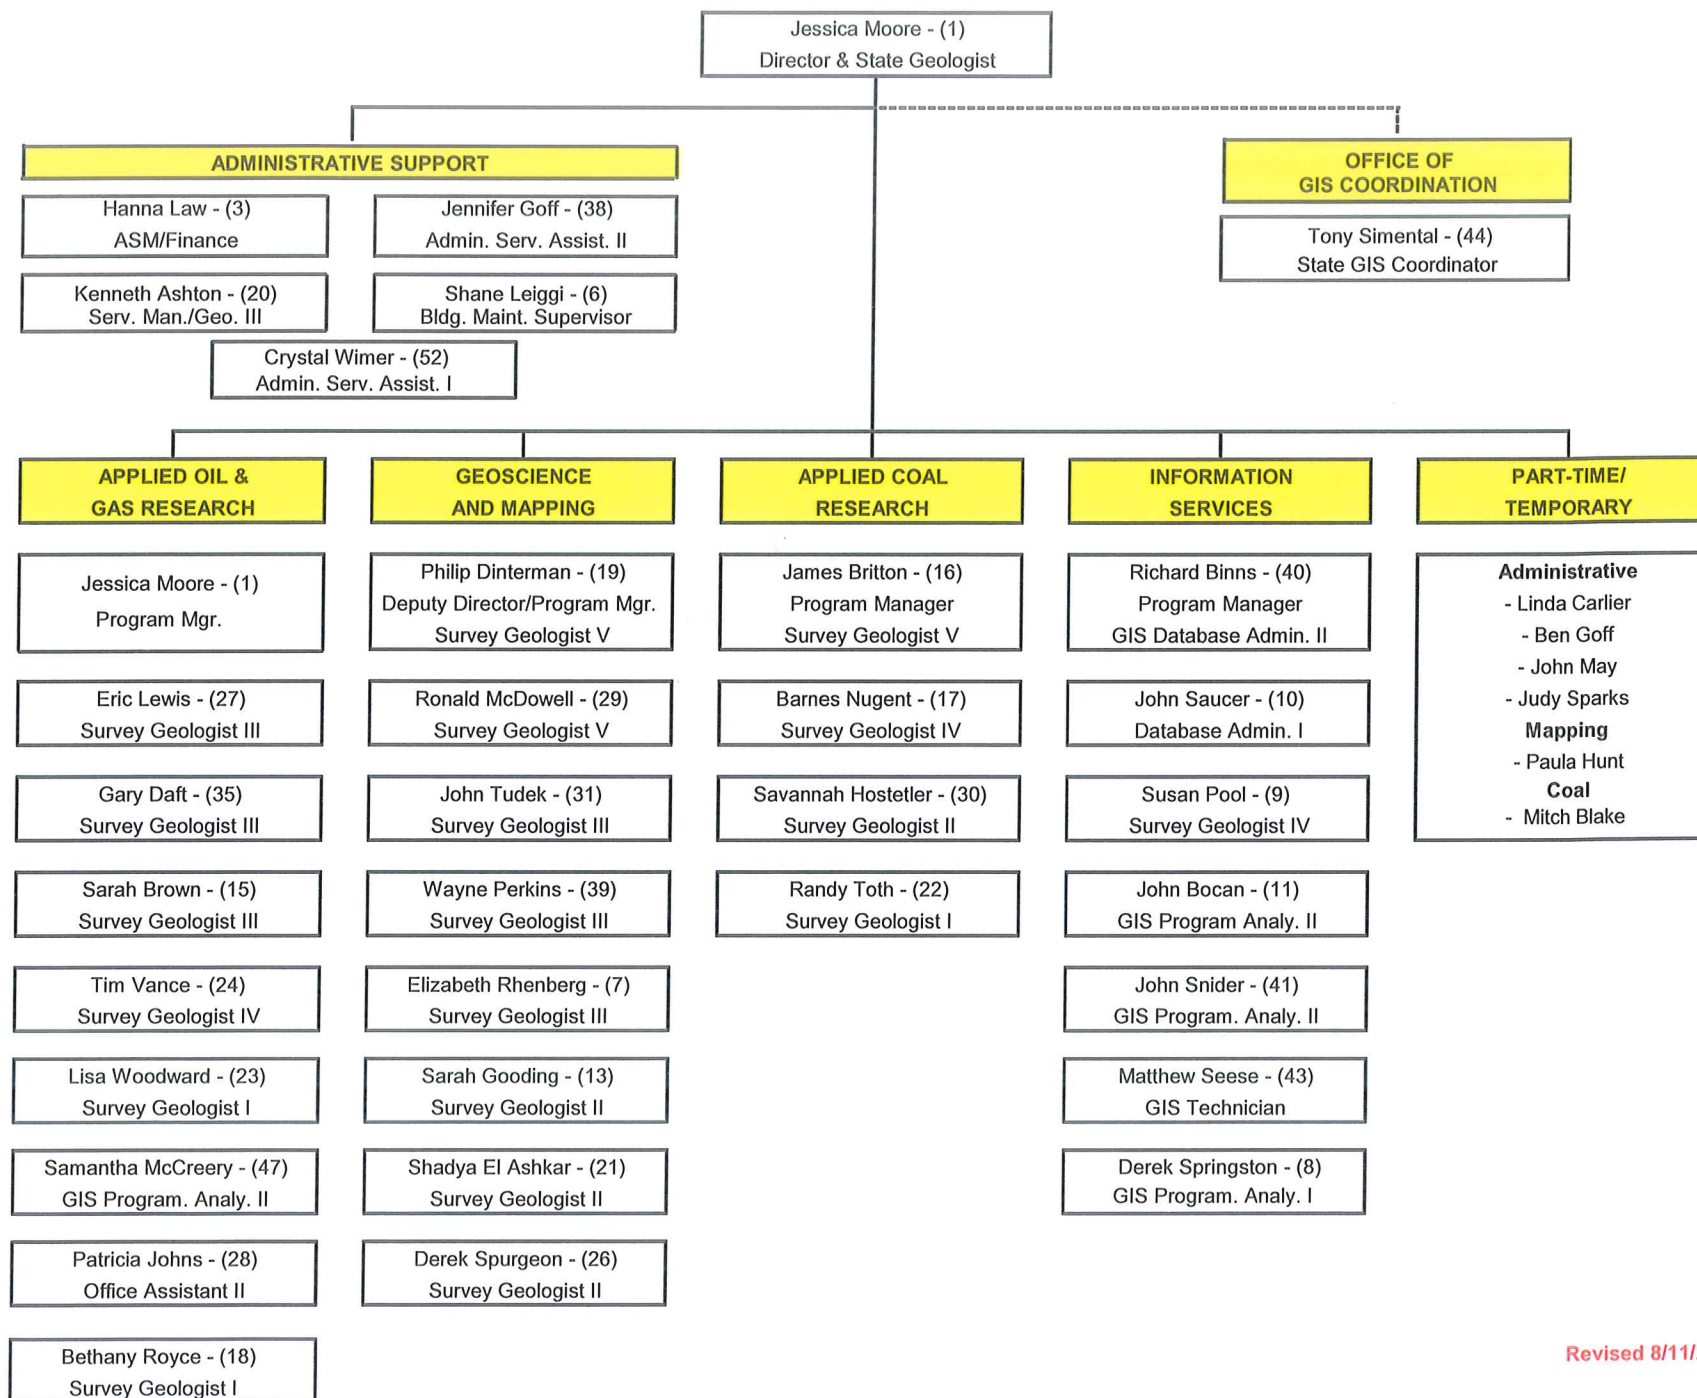 Jessica Moore - (1)
Director & State Geologist
ADMINISTRATIVE SUPPORT
Hanna Law - (3)
ASM/Finance
Jennifer Goff - (38)
Admin. Serv. Assist. II
Kenneth Ashton - (20)
Serv. Man./Geo. III
Shane Leiggi - (6)
Bldg. Maint. Supervisor
Crystal Wimer - (52)
Admin. Serv. Assist. I
OFFICE OF
GIS COORDINATION
Tony Simental - (44)
State GIS Coordinator
APPLIED OIL &
GAS RESEARCH
Jessica Moore - (1)
Program Mgr.
Eric Lewis - (27)
Survey Geologist III
Gary Daft - (35)
Survey Geologist III
Sarah Brown - (15)
Survey Geologist III
Tim Vance - (24)
Survey Geologist IV
Lisa Woodward - (23)
Survey Geologist I
Samantha McCreery - (47)
GIS Program. Analy. II
Patricia Johns - (28)
Office Assistant II
Bethany Royce - (18)
Survey Geologist I
GEOSCIENCE
AND MAPPING
Philip Dinterman - (19)
Deputy Director/Program Mgr.
Survey Geologist V
Ronald McDowell - (29)
Survey Geologist V
John Tudek - (31)
Survey Geologist III
Wayne Perkins - (39)
Survey Geologist III
Elizabeth Rhenberg - (7)
Survey Geologist III
Sarah Gooding - (13)
Survey Geologist II
Shadya El Ashkar - (21)
Survey Geologist II
Derek Spurgeon - (26)
Survey Geologist II
APPLIED COAL
RESEARCH
James Britton - (16)
Program Manager
Survey Geologist V
Barnes Nugent - (17)
Survey Geologist IV
Savannah Hostetler - (30)
Survey Geologist II
Randy Toth - (22)
Survey Geologist I
INFORMATION
SERVICES
Richard Binns - (40)
Program Manager
GIS Database Admin. II
John Saucer - (10)
Database Admin. I
Susan Pool - (9)
Survey Geologist IV
John Bocan - (11)
GIS Program Analy. II
John Snider - (41)
GIS Program. Analy. II
Matthew Seese - (43)
GIS Technician
Derek Springston - (8)
GIS Program. Analy. I
PART-TIME/
TEMPORARY
Administrative
- Linda Carlier
- Ben Goff
- John May
- Judy Sparks
Mapping
- Paula Hunt
Coal
- Mitch Blake
Revised 8/11/